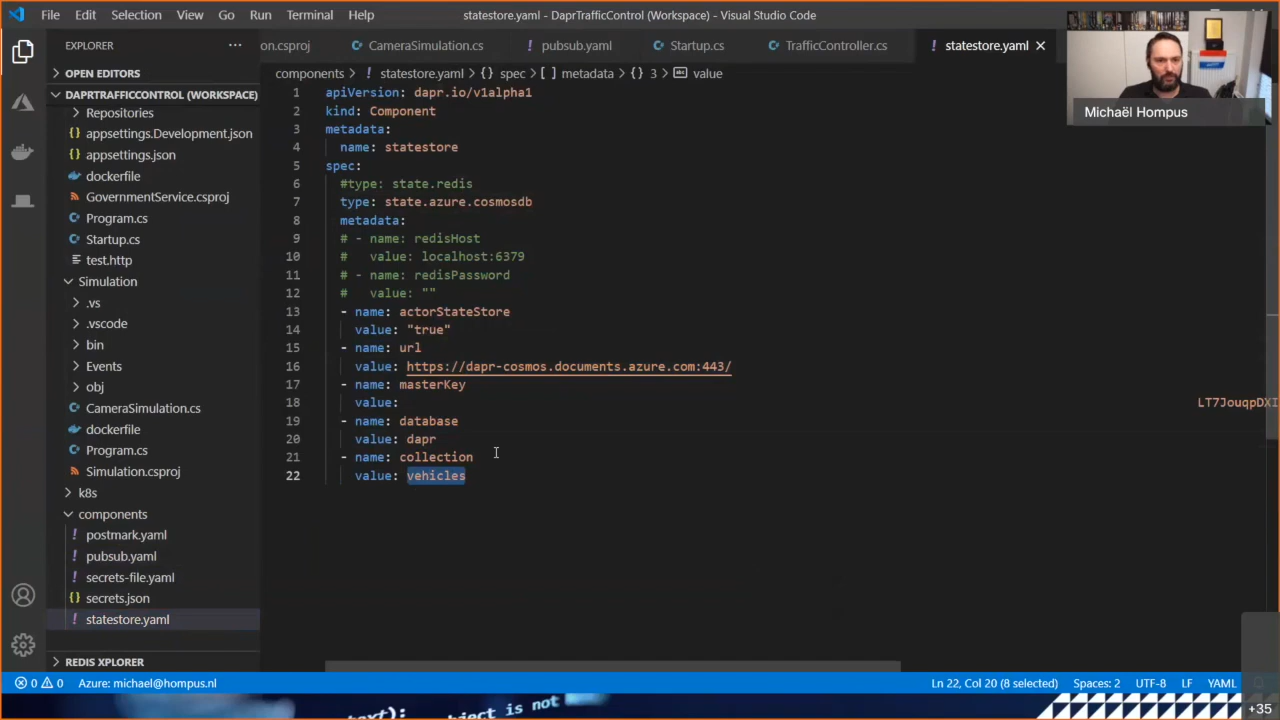 File Edit Selection View Go Run Terminal Help
statestore.yaml - DaprTrafficControl (Workspace) - Visual Studio Code
EXPLORER
on.csproj CameraSimulation.cs pubsub.yaml Startup.cs TrafficController.cs statestore.yaml
Michaël Hompus
components > statestore.yaml > {} spec > [ ] metadata > {} 3 > abc value
OPEN EDITORS
DAPRTRAFFICCONTROL (WORKSPACE)
Repositories
appsettings.Development.json
appsettings.json
dockerfile
GovernmentService.csproj
Program.cs
Startup.cs
test.http
Simulation
.vs
.vscode
bin
Events
obj
CameraSimulation.cs
dockerfile
Program.cs
Simulation.csproj
k8s
components
postmark.yaml
pubsub.yaml
secrets-file.yaml
secrets.json
statestore.yaml
REDIS XPLORER
1 apiVersion: dapr.io/v1alpha1
2 kind: Component
3 metadata:
4 name: statestore
5 spec:
6 #type: state.redis
7 type: state.azure.cosmosdb
8 metadata:
9 # - name: redisHost
10 # value: localhost:6379
11 # - name: redisPassword
12 # value: ""
13 - name: actorStateStore
14 value: "true"
15 - name: url
16 value: https://dapr-cosmos.documents.azure.com:443/
17 - name: masterKey
18 value: LT7JouqpDXI
19 - name: database
20 value: dapr
21 - name: collection
22 value: vehicles
0 0 Azure: michael@hompus.nl
Ln 22, Col 20 (8 selected) Spaces: 2 UTF-8 LF YAML
text): bject is not
+35